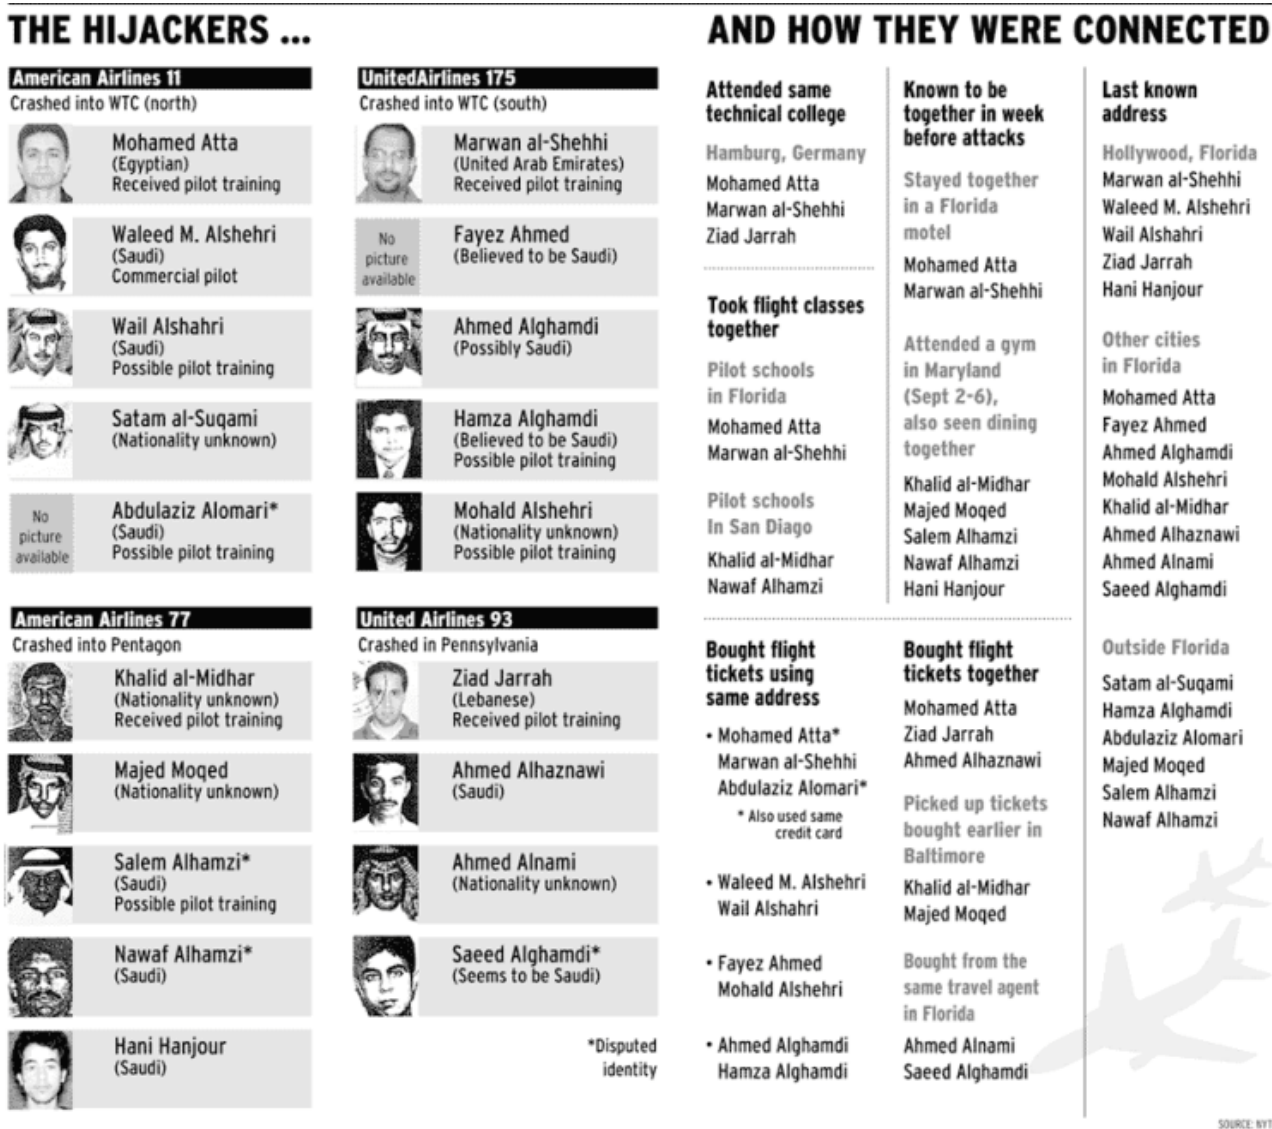 THE HIJACKERS ...
American Airlines 11
Crashed into WTC (north)
Mohamed Atta
(Egyptian)
Received pilot training
Waleed M. Alshehri
(Saudi)
Commercial pilot
Wail Alshahri
(Saudi)
Possible pilot training
Satam al-Suqami
(Nationality unknown)
No
picture
available
Abdulaziz Alomari*
(Saudi)
Possible pilot training
UnitedAirlines 175
Crashed into WTC (south)
Marwan al-Shehhi
(United Arab Emirates)
Received pilot training
No
picture
available
Fayez Ahmed
(Believed to be Saudi)
Ahmed Alghamdi
(Possibly Saudi)
Hamza Alghamdi
(Believed to be Saudi)
Possible pilot training
Mohald Alshehri
(Nationality unknown)
Possible pilot training
American Airlines 77
Crashed into Pentagon
Khalid al-Midhar
(Nationality unknown)
Received pilot training
Majed Moqed
(Nationality unknown)
Salem Alhamzi*
(Saudi)
Possible pilot training
Nawaf Alhamzi*
(Saudi)
Hani Hanjour
(Saudi)
United Airlines 93
Crashed in Pennsylvania
Ziad Jarrah
(Lebanese)
Received pilot training
Ahmed Alhaznawi
(Saudi)
Ahmed Alnami
(Nationality unknown)
Saeed Alghamdi*
(Seems to be Saudi)
*Disputed
identity
AND HOW THEY WERE CONNECTED
Attended same
technical college
Hamburg, Germany
Mohamed Atta
Marwan al-Shehhi
Ziad Jarrah
Took flight classes
together
Pilot schools
in Florida
Mohamed Atta
Marwan al-Shehhi
Pilot schools
In San Diago
Khalid al-Midhar
Nawaf Alhamzi
Known to be
together in week
before attacks
Stayed together
in a Florida
motel
Mohamed Atta
Marwan al-Shehhi
Attended a gym
in Maryland
(Sept 2-6),
also seen dining
together
Khalid al-Midhar
Majed Moqed
Salem Alhamzi
Nawaf Alhamzi
Hani Hanjour
Bought flight
tickets using
same address
• Mohamed Atta*
Marwan al-Shehhi
Abdulaziz Alomari*
* Also used same
credit card
• Waleed M. Alshehri
Wail Alshahri
• Fayez Ahmed
Mohald Alshehri
• Ahmed Alghamdi
Hamza Alghamdi
Bought flight
tickets together
Mohamed Atta
Ziad Jarrah
Ahmed Alhaznawi
Picked up tickets
bought earlier in
Baltimore
Khalid al-Midhar
Majed Moqed
Bought from the
same travel agent
in Florida
Ahmed Alnami
Saeed Alghamdi
Last known
address
Hollywood, Florida
Marwan al-Shehhi
Waleed M. Alshehri
Wail Alshahri
Ziad Jarrah
Hani Hanjour
Other cities
in Florida
Mohamed Atta
Fayez Ahmed
Ahmed Alghamdi
Mohald Alshehri
Khalid al-Midhar
Ahmed Alhaznawi
Ahmed Alnami
Saeed Alghamdi
Outside Florida
Satam al-Suqami
Hamza Alghamdi
Abdulaziz Alomari
Majed Moqed
Salem Alhamzi
Nawaf Alhamzi
SOURCE: NYT